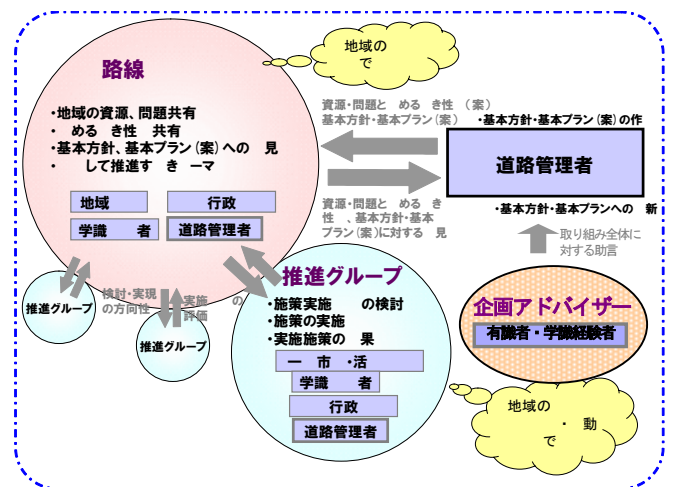 地域の
で
路線
・地域の資源、問題共有
・ める き性 共有
・基本方針、基本プラン(案)への 見
・ して推進す き ーマ
地域
行政
学識 者
道路管理者
資源・問題と める き性 (案)
基本方針・基本プラン(案)
・基本方針・基本プラン(案)の作
道路管理者
資源・問題と める き
性 、基本方針・基本
プラン(案)に対する 見
・基本方針・基本プランへの 新
取り組み全体に
対する助言
企画アドバイザー
有識者・学識経験者
推進グループ
検討・実現
の方向性
実施 の
評価
推進グループ
推進グループ
・施策実施 の検討
・施策の実施
・実施施策の 果
一 市 ・活
学識 者
行政
道路管理者
地域の
・ 動
で